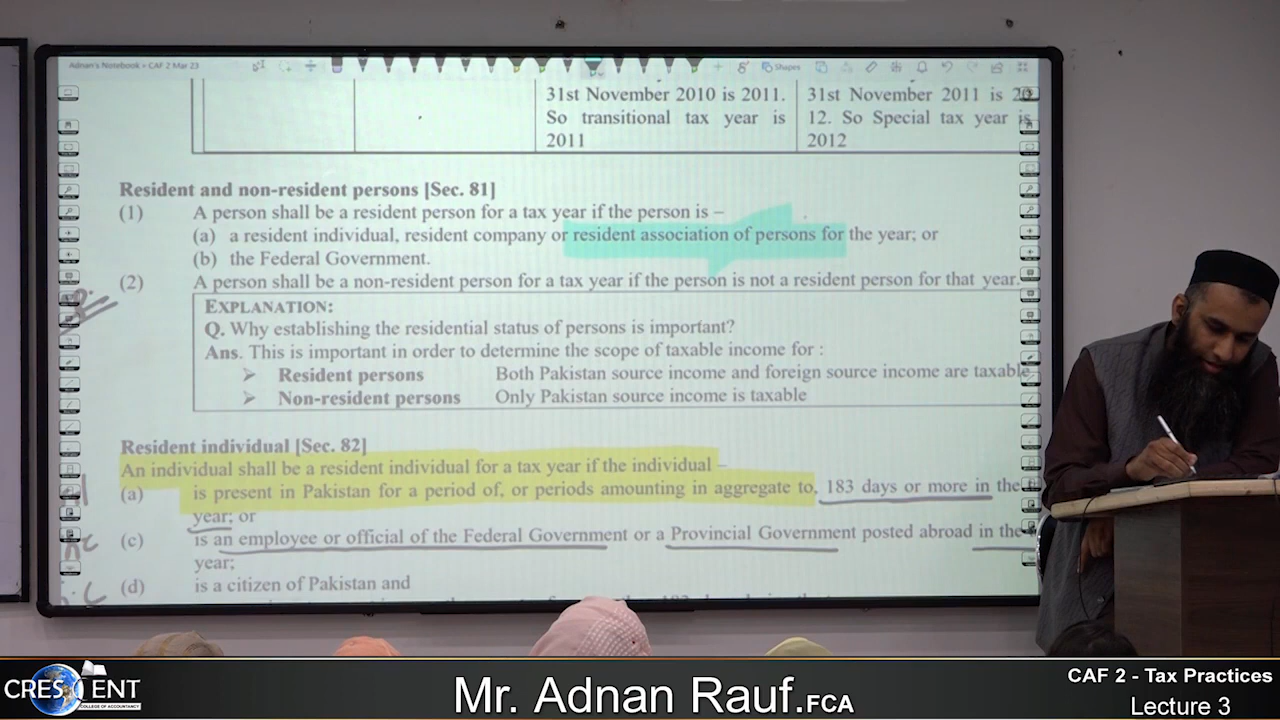 Adnan's Notebook » CAF 2 Mar 23
Shapes
31st November 2010 is 2011.
So transitional tax year is
2011
31st November 2011 is 20
12. So Special tax year is
2012
Resident and non-resident persons [Sec. 81]
(1) A person shall be a resident person for a tax year if the person is –
(a) a resident individual, resident company or resident association of persons for the year; or
(b) the Federal Government.
(2) A person shall be a non-resident person for a tax year if the person is not a resident person for that year.
EXPLANATION:
Q. Why establishing the residential status of persons is important?
Ans. This is important in order to determine the scope of taxable income for :
➢ Resident persons Both Pakistan source income and foreign source income are taxable
➢ Non-resident persons Only Pakistan source income is taxable
Resident individual [Sec. 82]
An individual shall be a resident individual for a tax year if the individual –
(a) is present in Pakistan for a period of, or periods amounting in aggregate to, 183 days or more in the
year; or
(c) is an employee or official of the Federal Government or a Provincial Government posted abroad in the
year;
(d) is a citizen of Pakistan and
CRESCENT
COLLEGE OF ACCOUNTANCY
Mr. Adnan Rauf.FCA
CAF 2 - Tax Practices
Lecture 3